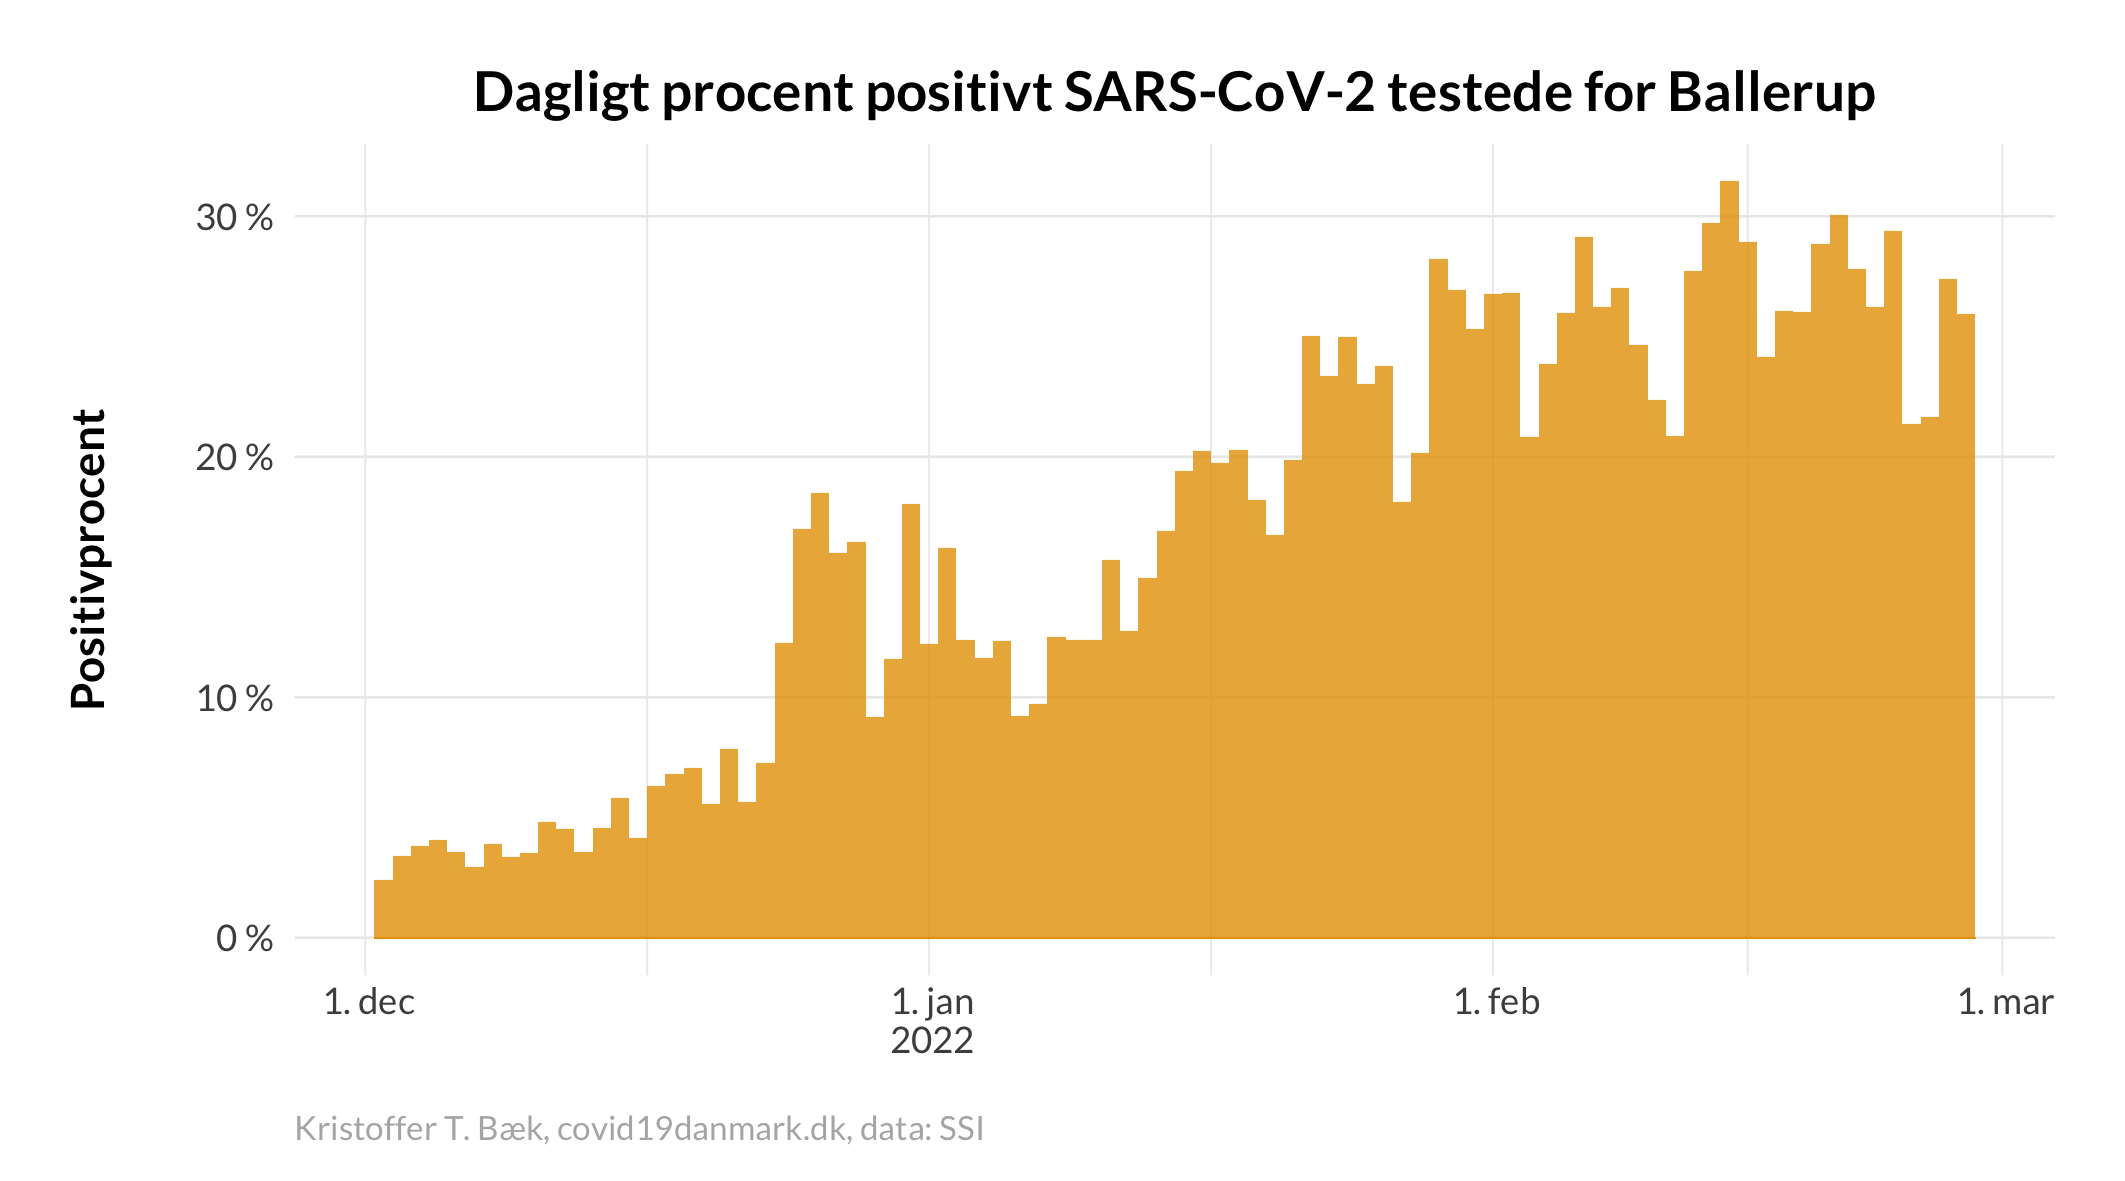 Dagligt procent positivt SARS-CoV-2 testede for Ballerup
Positivprocent
30 %
20 %
10 %
0 %
1. dec
1. jan
2022
1. feb
1. mar
Kristoffer T. Bæk, covid19danmark.dk, data: SSI